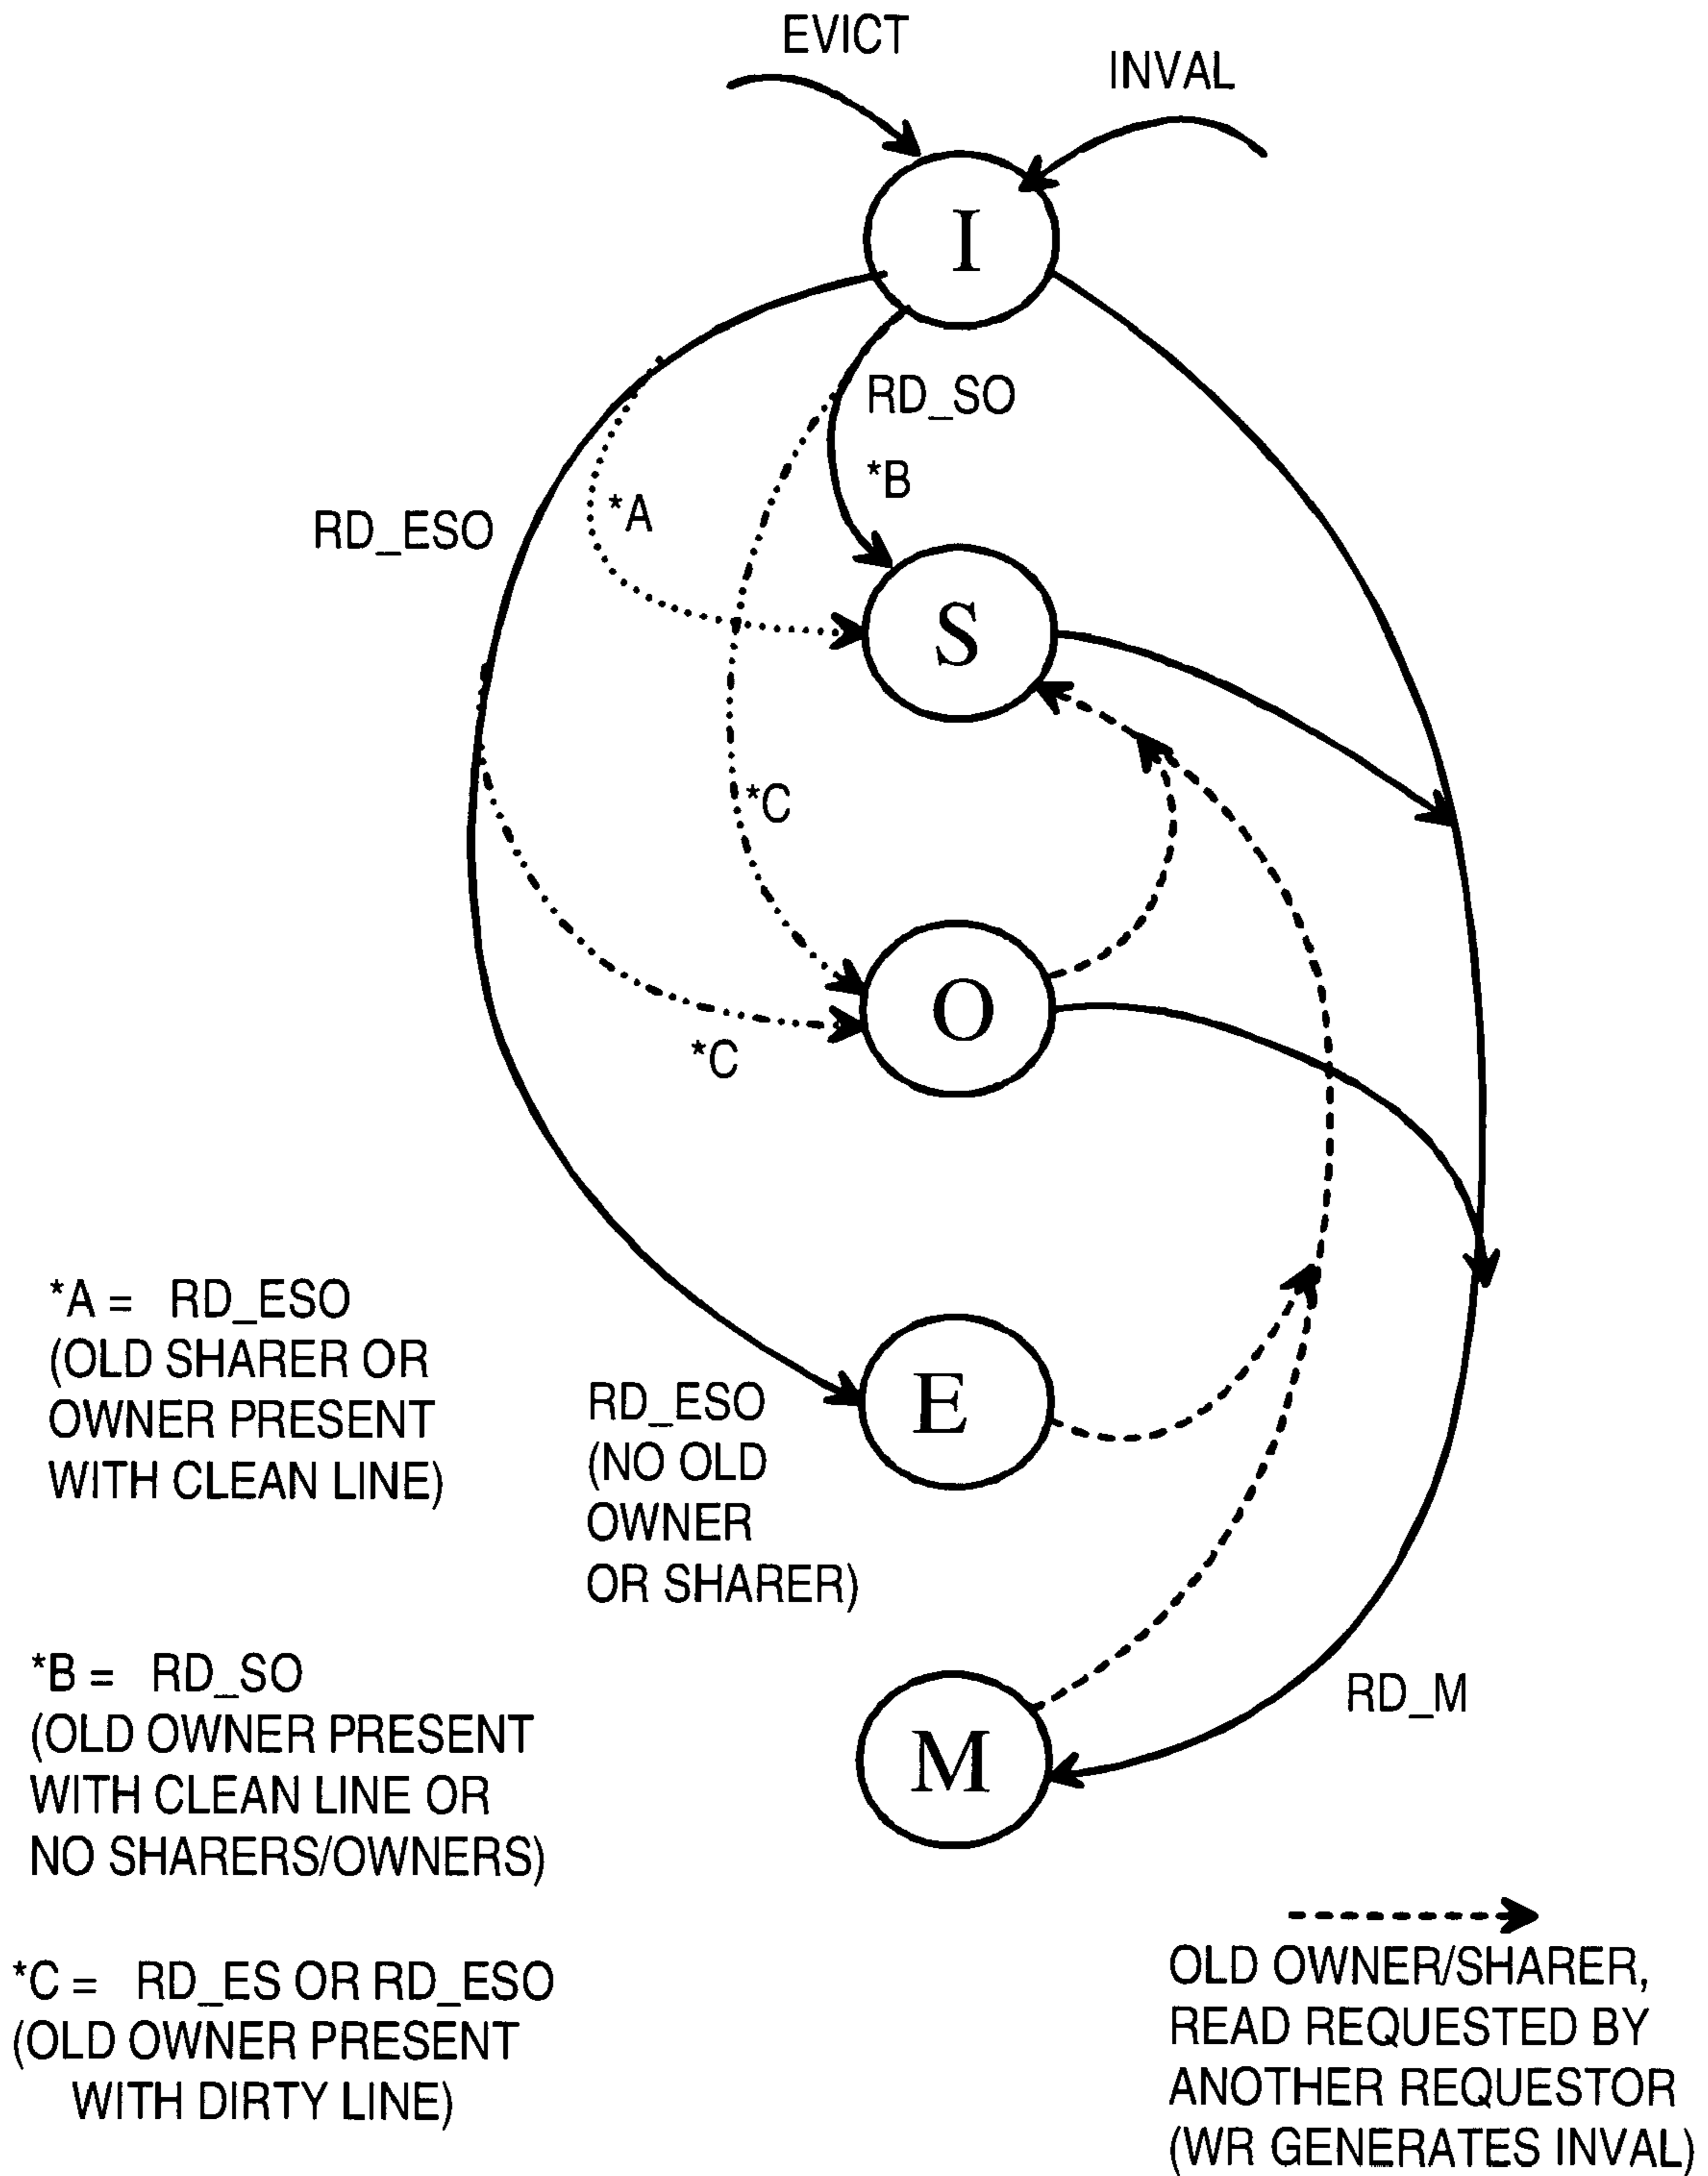 EVICT
INVAL
I
RD_SO
*B
*A
RD_ESO
S
*C
O
*C
E
RD_ESO
(NO OLD
OWNER
OR SHARER)
M
RD_M
*A = RD_ESO
(OLD SHARER OR
OWNER PRESENT
WITH CLEAN LINE)
*B = RD_SO
(OLD OWNER PRESENT
WITH CLEAN LINE OR
NO SHARERS/OWNERS)
*C = RD_ES OR RD_ESO
(OLD OWNER PRESENT
WITH DIRTY LINE)
OLD OWNER/SHARER,
READ REQUESTED BY
ANOTHER REQUESTOR
(WR GENERATES INVAL)